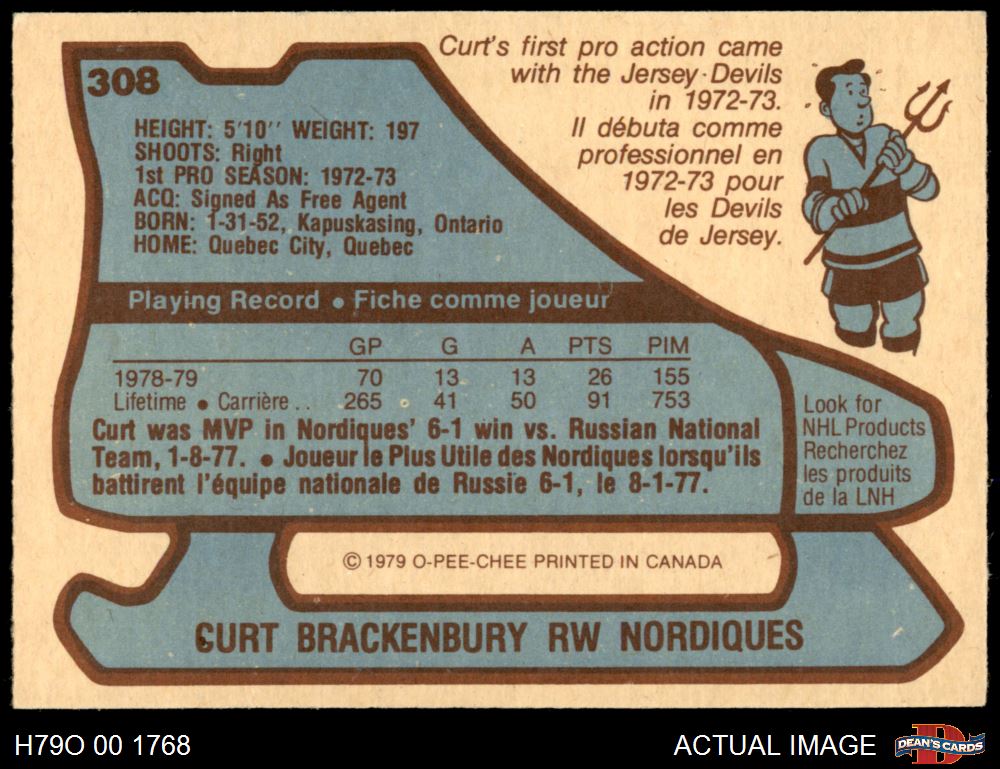 308
HEIGHT: 5'10'' WEIGHT: 197
SHOOTS: Right
1st PRO SEASON: 1972-73
ACQ: Signed As Free Agent
BORN: 1-31-52, Kapuskasing, Ontario
HOME: Quebec City, Quebec
Curt's first pro action came
with the Jersey Devils
in 1972-73.
Il débuta comme
professionnel en
1972-73 pour
les Devils
de Jersey.
Playing Record • Fiche comme joueur
GP G A PTS PIM
1978-79 70 13 13 26 155
Lifetime • Carrière . . 265 41 50 91 753
Curt was MVP in Nordiques' 6-1 win vs. Russian National
Team, 1-8-77. • Joueur le Plus Utile des Nordiques lorsqu'ils
battirent l'équipe nationale de Russie 6-1, le 8-1-77.
Look for
NHL Products
Recherchez
les produits
de la LNH
© 1979 O-PEE-CHEE PRINTED IN CANADA
CURT BRACKENBURY RW NORDIQUES
H79O 00 1768
ACTUAL IMAGE
D
DEAN'S CARDS